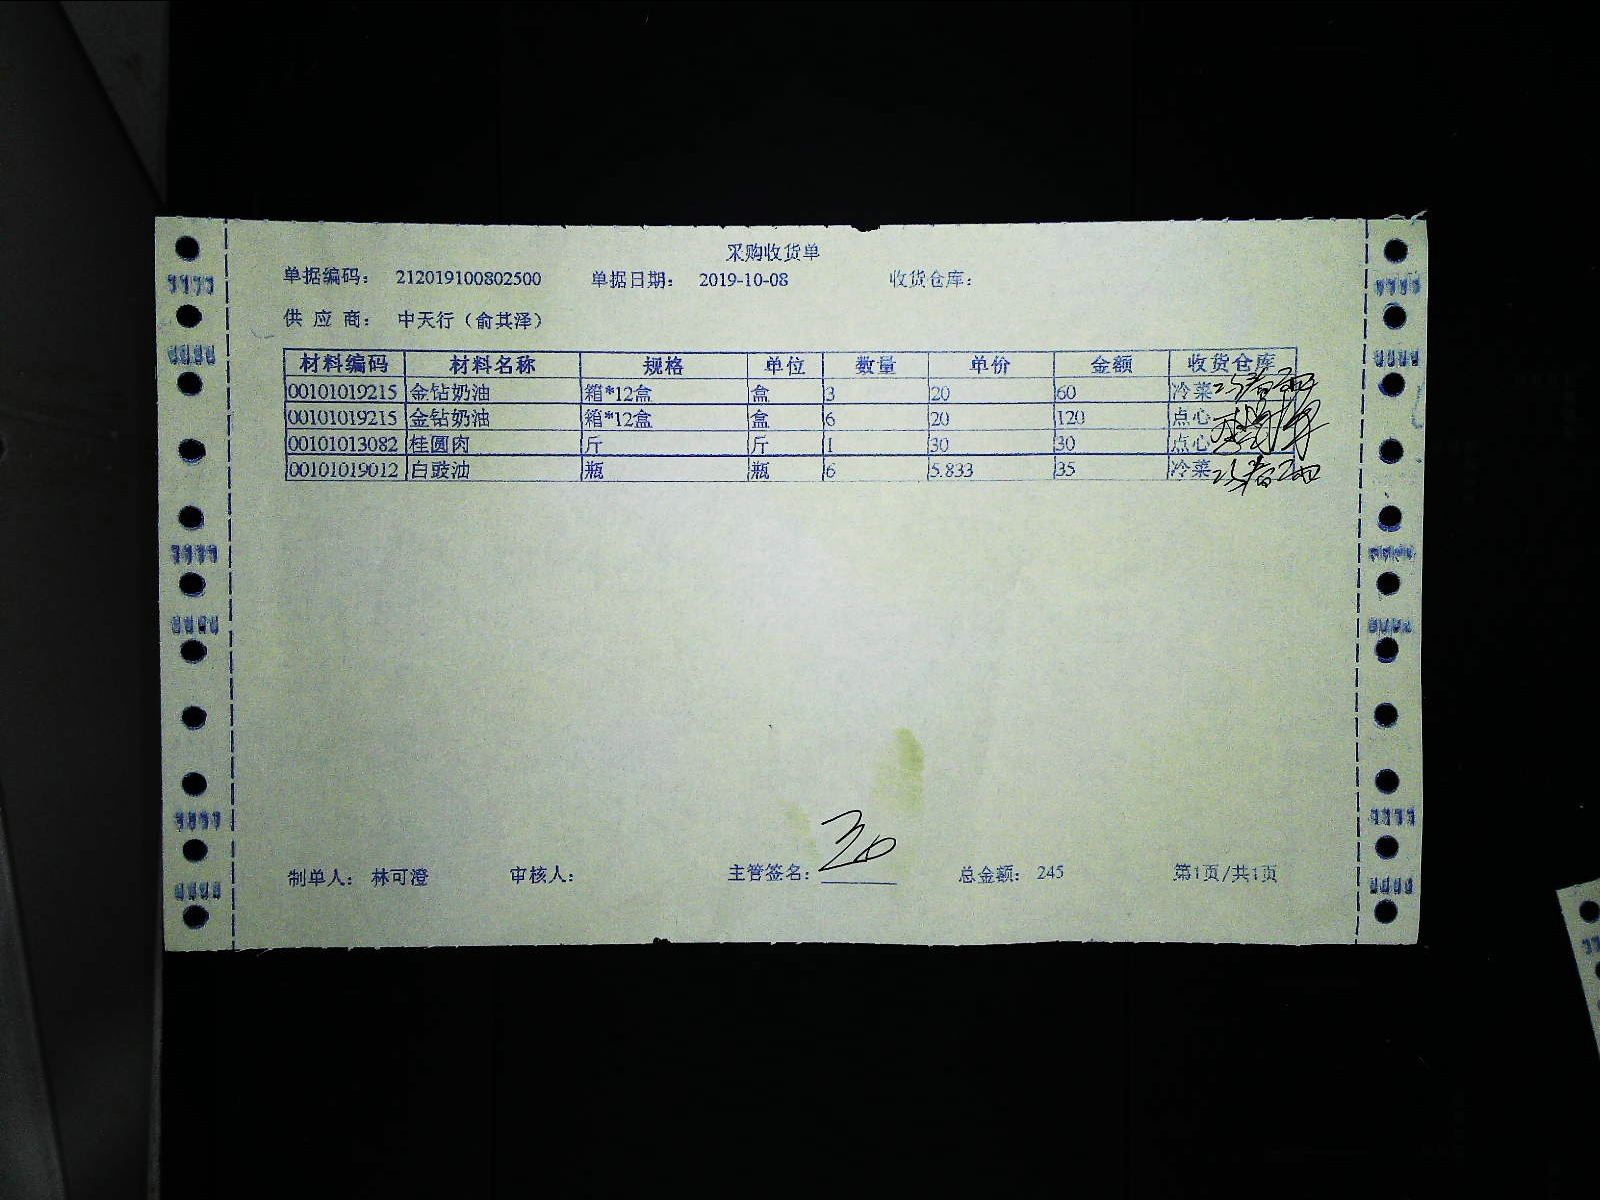 采购收货单
单据编码: 212019100802500 单据日期: 2019-10-08 收货仓库:
供 应 商: 中天行（俞其泽）
材料编码 材料名称 规格 单位 数量 单价 金额 收货仓库
00101019215 金钻奶油 箱*12盒 盒 3 20 60 冷菜
00101019215 金钻奶油 箱*12盒 盒 6 20 120 点心
00101013082 桂圆肉 斤 斤 1 30 30 点心
00101019012 白豉油 瓶 瓶 6 5.833 35 冷菜
制单人: 林可澄 审核人: 主管签名: 总金额: 245 第1页/共1页